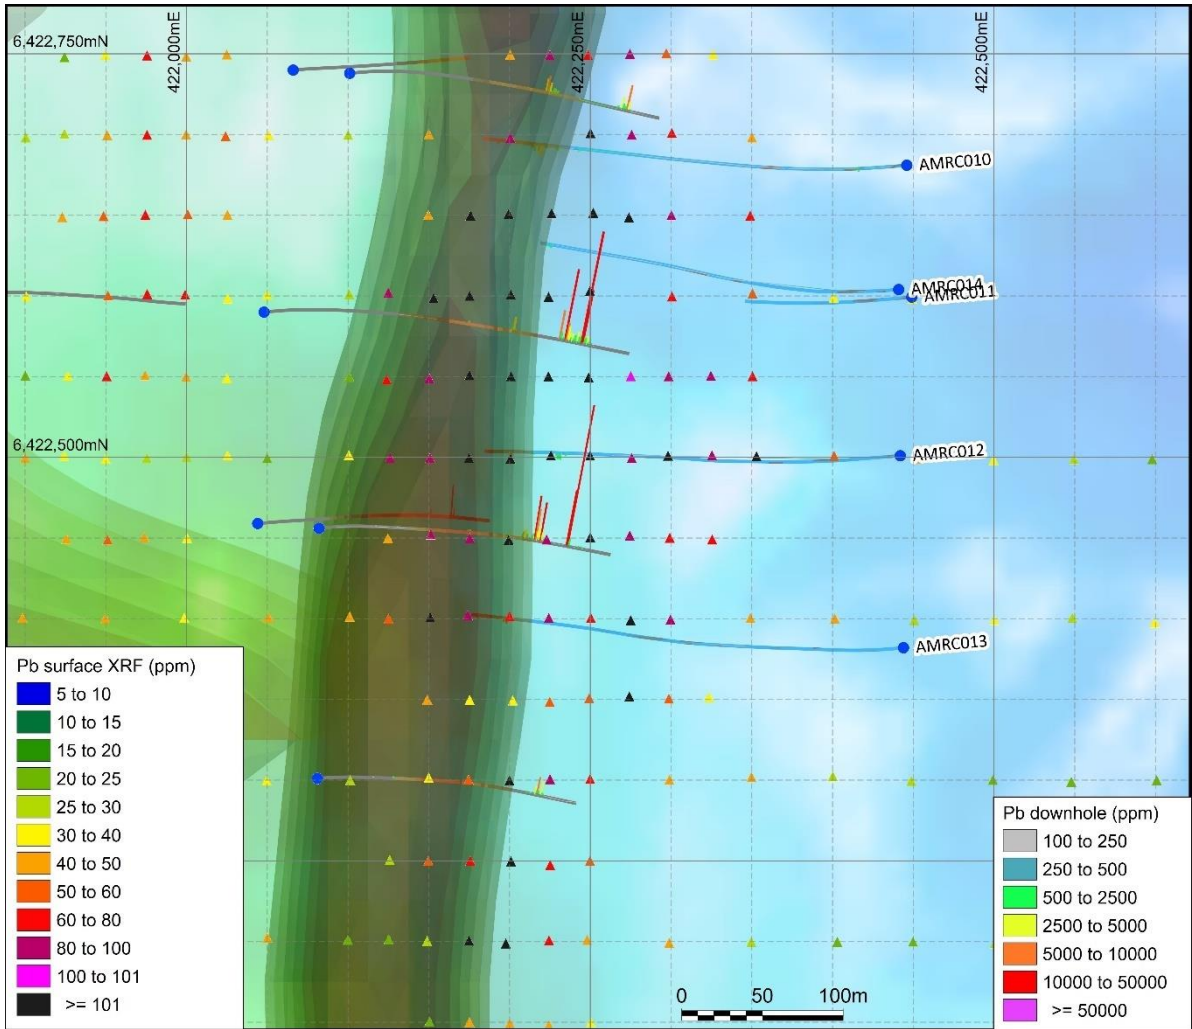 6,422,750mN
422,000mE
422,250mE
422,500mE
AMRC010
AMRC014
AMRC011
6,422,500mN
AMRC012
AMRC013
Pb surface XRF (ppm)
5 to 10
10 to 15
15 to 20
20 to 25
25 to 30
30 to 40
40 to 50
50 to 60
60 to 80
80 to 100
100 to 101
>= 101
0 50 100m
Pb downhole (ppm)
100 to 250
250 to 500
500 to 2500
2500 to 5000
5000 to 10000
10000 to 50000
>= 50000